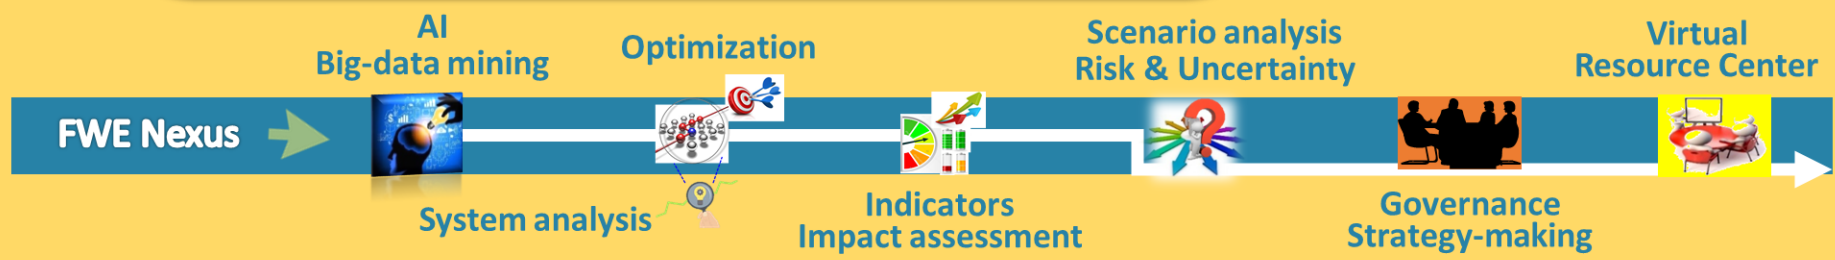 FWE Nexus
AI
Big-data mining
System analysis
Optimization
Indicators
Impact assessment
Scenario analysis
Risk & Uncertainty
Governance
Strategy-making
Virtual
Resource Center